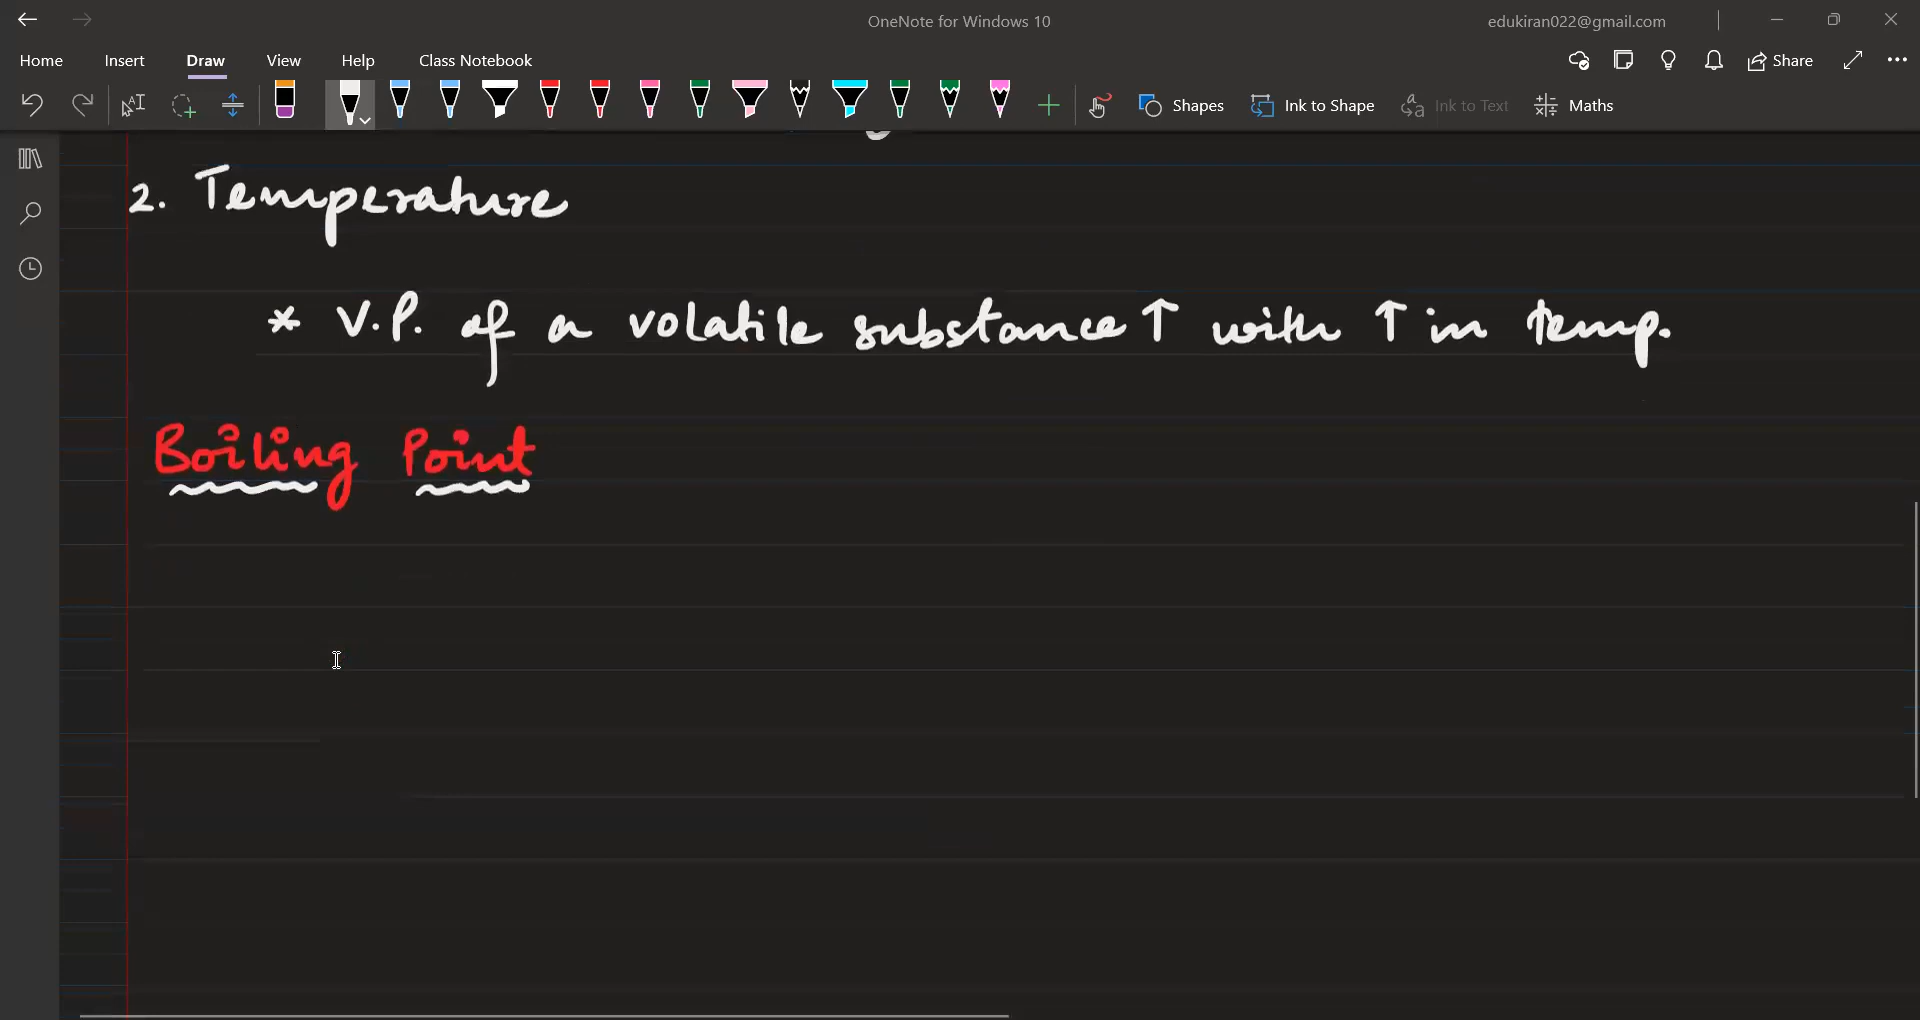 OneNote for Windows 10
edukiran022@gmail.com
Home Insert Draw View Help Class Notebook
Share
Shapes Ink to Shape Ink to Text Maths
2. Temperature
* V.P. of a volatile substance ↑ with ↑ in temp.
Boiling Point